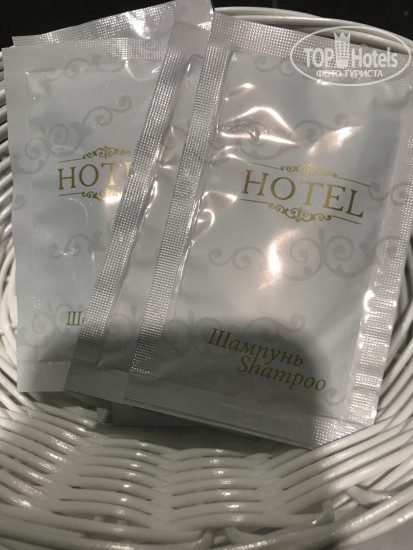 TOP Hotels
ФОТО ТУРИСТА
HOTEL
HOTEL
Шампунь
Shampoo